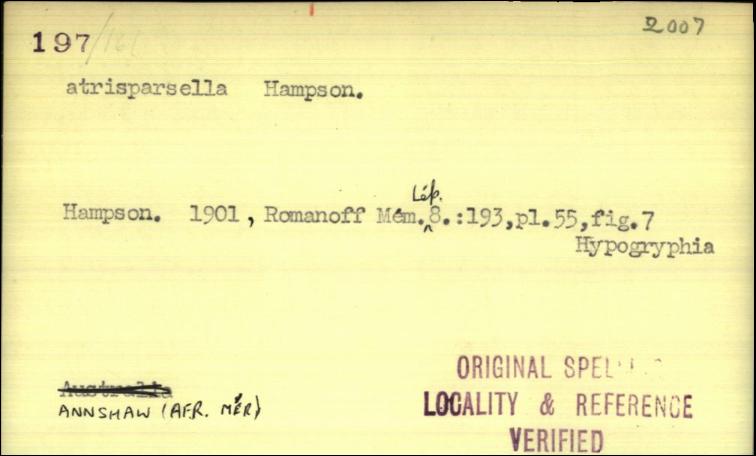 2007
197
atrisparsella Hampson.
Lép.
Hampson. 1901, Romanoff Mém.^8.:193,pl.55,fig.7
Hypogryphia
Australia
ANNSHAW (AFR. MÉR)
ORIGINAL
LOCALITY & REFERENCE
VERIFIED